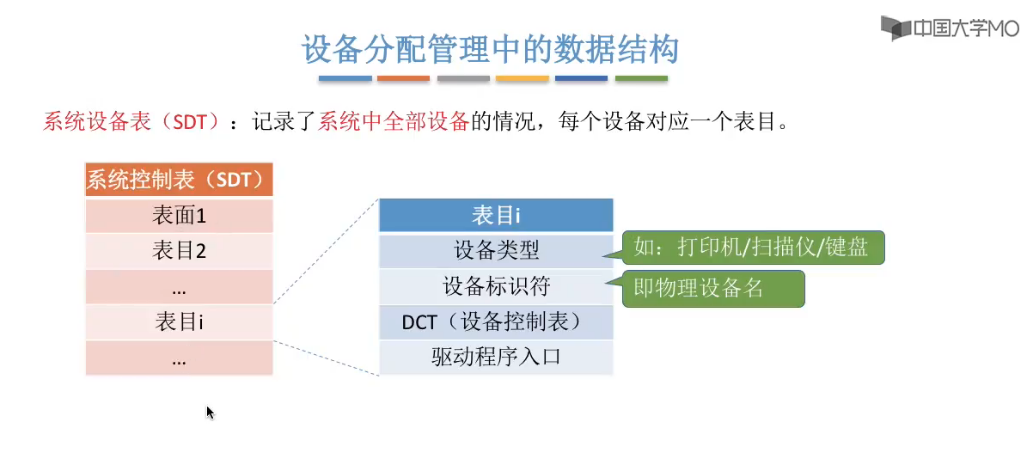 中国大学MO
设备分配管理中的数据结构
系统设备表（SDT）：记录了系统中全部设备的情况，每个设备对应一个表目。
系统控制表（SDT）
表面1
表目2
...
表目i
...
表目i
设备类型
设备标识符
DCT（设备控制表）
驱动程序入口
如：打印机/扫描仪/键盘
即物理设备名